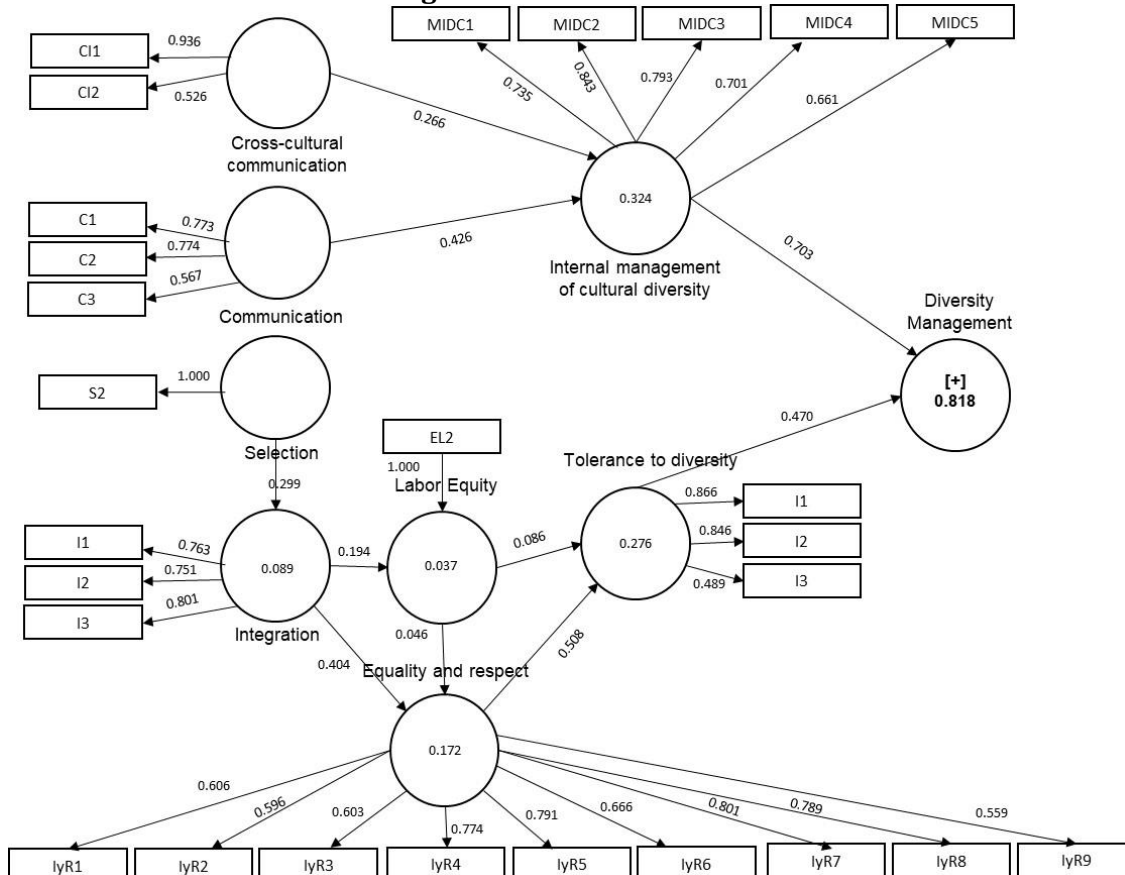 MIDC1
MIDC2
MIDC3
MIDC4
MIDC5
CI1
0.936
CI2
0.526
Cross-cultural
communication
0.266
0.735
0.843
0.793
0.701
0.661
0.324
Internal management
of cultural diversity
C1
0.773
C2
0.774
C3
0.567
Communication
0.426
0.703
Diversity
Management
[+]
0.818
S2
1.000
Selection
0.299
EL2
1.000
Labor Equity
Tolerance to diversity
0.470
I1
0.763
I2
0.751
I3
0.801
0.089
Integration
0.194
0.037
0.086
0.276
0.866
I1
0.846
I2
0.489
I3
0.404
0.046
0.508
Equality and respect
0.172
0.606
0.596
0.603
0.774
0.791
0.666
0.801
0.789
0.559
IyR1
IyR2
IyR3
IyR4
IyR5
IyR6
IyR7
IyR8
IyR9